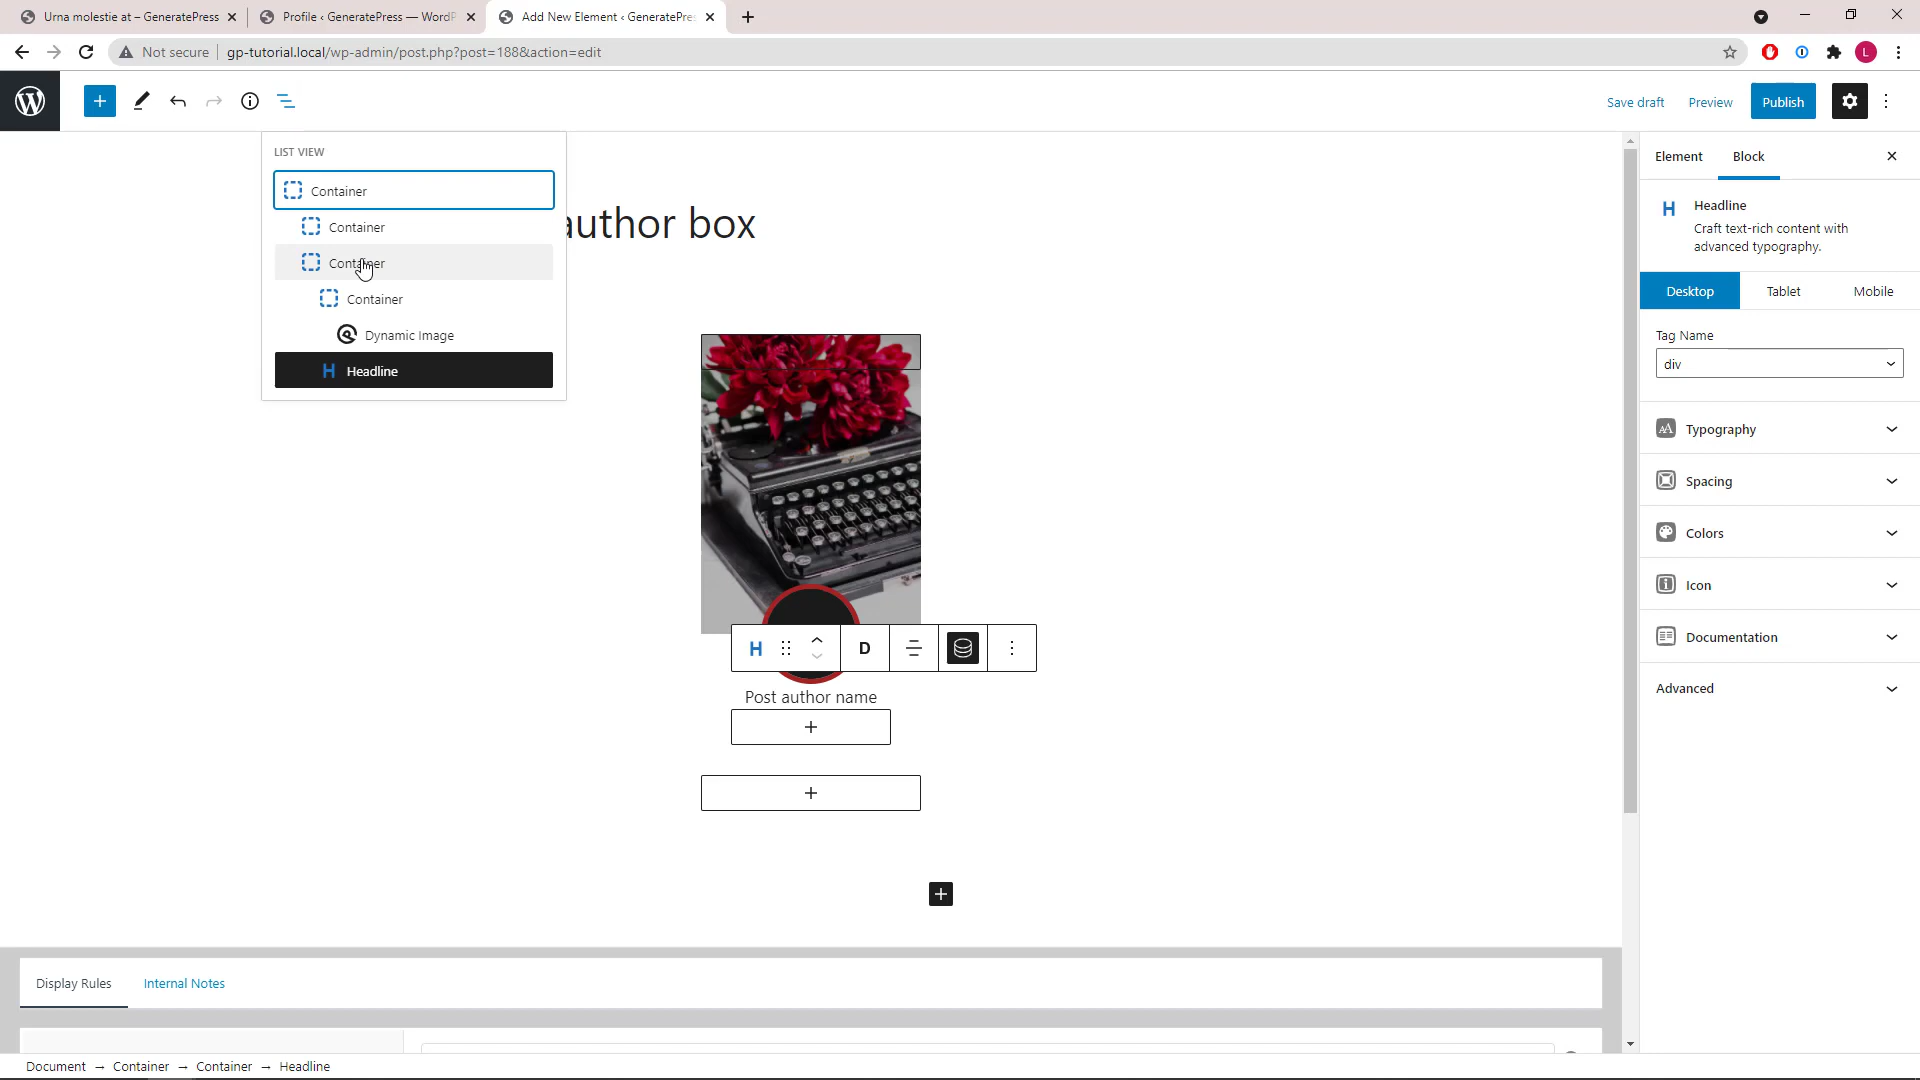 Urna molestie at – GeneratePress
Profile ‹ GeneratePress — WordP
Add New Element ‹ GeneratePres
Not secure
gp-tutorial.local/wp-admin/post.php?post=188&action=edit
L
Save draft
Preview
Publish
LIST VIEW
Container
Container
Container
Container
Dynamic Image
H Headline
author box
H
D
Post author name
Element
Block
H Headline
Craft text-rich content with
advanced typography.
Desktop
Tablet
Mobile
Tag Name
div
AA Typography
Spacing
Colors
Icon
Documentation
Advanced
Display Rules
Internal Notes
Document → Container → Container → Headline